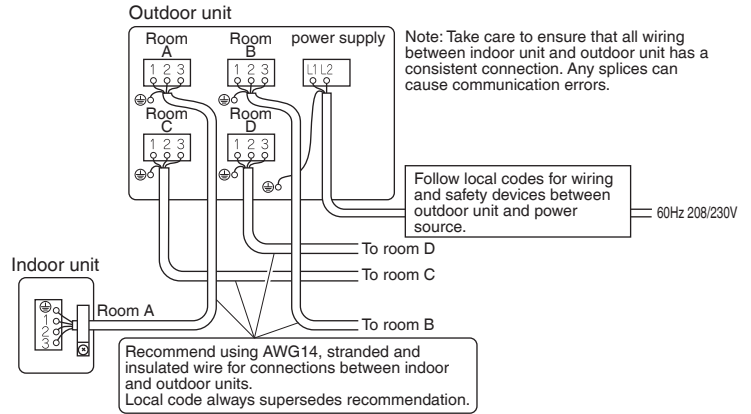 Outdoor unit
Room A
1 2 3
Room B
1 2 3
power supply
L1 L2
Note: Take care to ensure that all wiring
between indoor unit and outdoor unit has a
consistent connection. Any splices can
cause communication errors.
Room C
1 2 3
Room D
1 2 3
Follow local codes for wiring
and safety devices between
outdoor unit and power
source.
60Hz 208/230V
To room D
To room C
To room B
Indoor unit
1
2
3
Room A
Recommend using AWG14, stranded and
insulated wire for connections between indoor
and outdoor units.
Local code always supersedes recommendation.